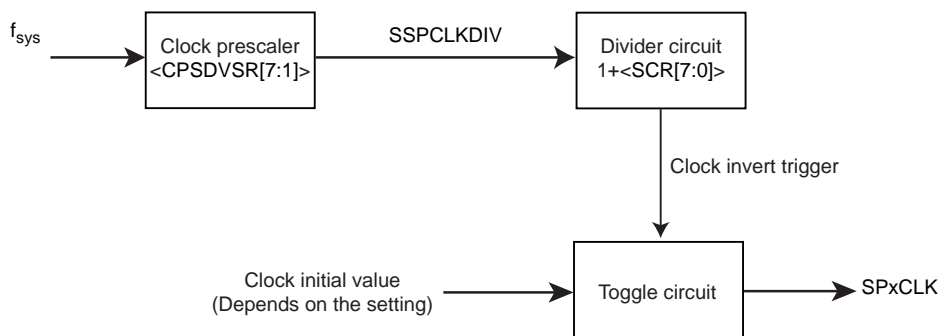 fsys
Clock prescaler
<CPSDVSR[7:1]>
SSPCLKDIV
Divider circuit
1+<SCR[7:0]>
Clock invert trigger
Clock initial value
(Depends on the setting)
Toggle circuit
SPxCLK